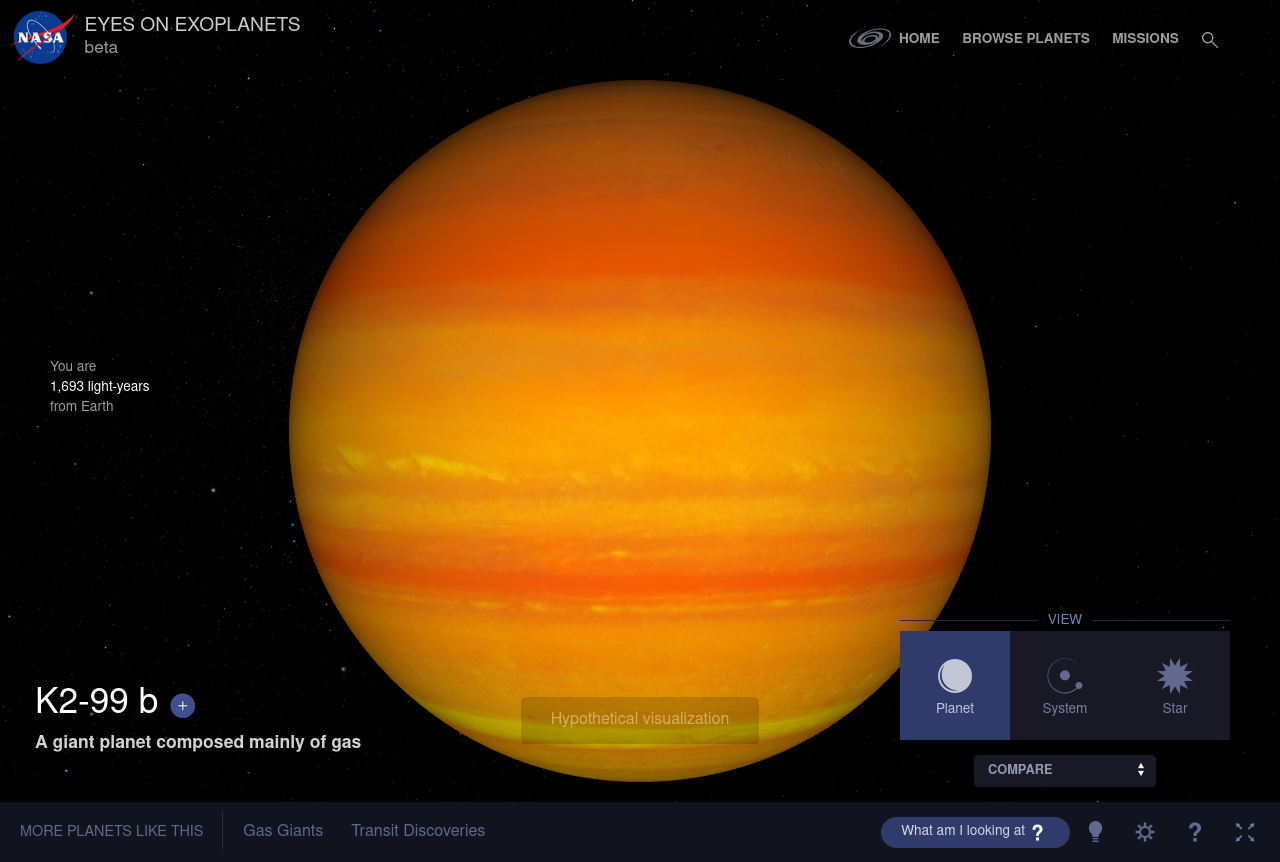 NASA
EYES ON EXOPLANETS
beta
HOME
BROWSE PLANETS
MISSIONS
You are
1,693 light-years
from Earth
VIEW
Planet
System
Star
K2-99 b +
A giant planet composed mainly of gas
Hypothetical visualization
COMPARE
MORE PLANETS LIKE THIS
Gas Giants
Transit Discoveries
What am I looking at ?
?